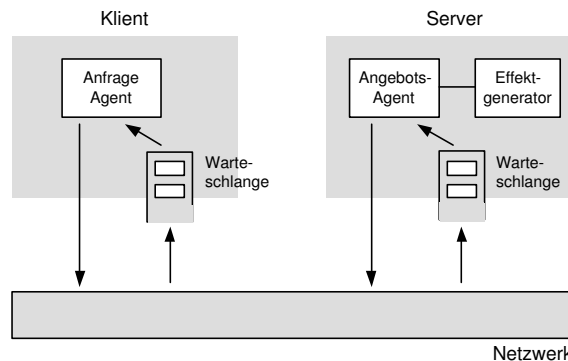 Klient
Server
Anfrage
Agent
Angebots-
Agent
Effekt-
generator
Warte-
schlange
Warte-
schlange
Netzwerk